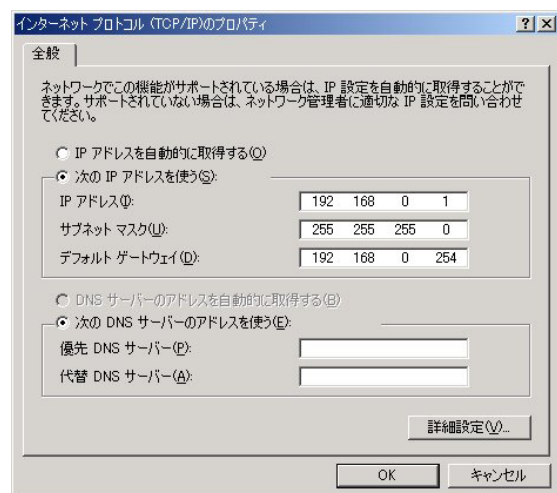 インターネット プロトコル (TCP/IP)のプロパティ
全般
ネットワークでこの機能がサポートされている場合は、IP 設定を自動的に取得することがで
きます。サポートされていない場合は、ネットワーク管理者に適切な IP 設定を問い合わせ
てください。
IP アドレスを自動的に取得する(O)
次の IP アドレスを使う(S):
IP アドレス(I): 192 168 0 1
サブネット マスク(U): 255 255 255 0
デフォルト ゲートウェイ(D): 192 168 0 254
DNS サーバーのアドレスを自動的に取得する(B)
次の DNS サーバーのアドレスを使う(E):
優先 DNS サーバー(P):
代替 DNS サーバー(A):
詳細設定(V)...
OK キャンセル